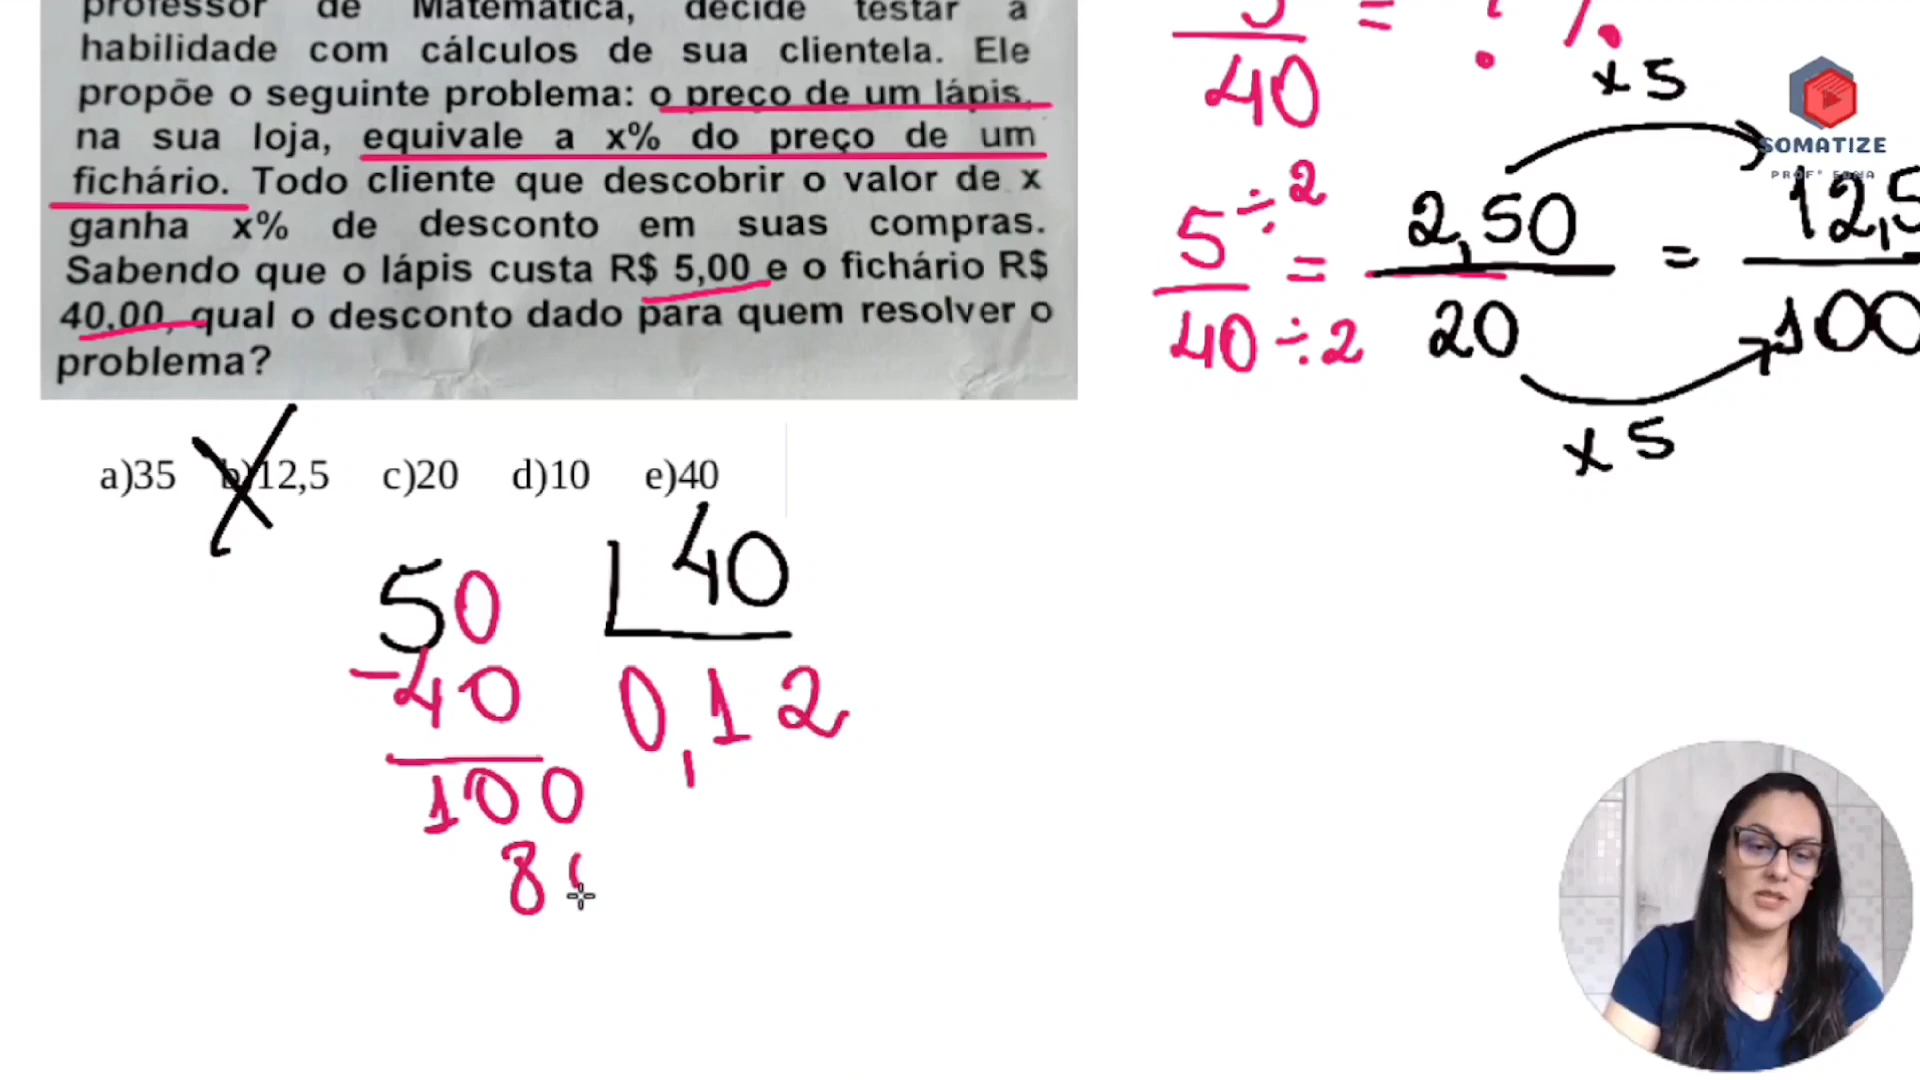 professor de Matemática, decide testar a
habilidade com cálculos de sua clientela. Ele
propõe o seguinte problema: o preço de um lápis,
na sua loja, equivale a x% do preço de um
fichário. Todo cliente que descobrir o valor de x
ganha x% de desconto em suas compras.
Sabendo que o lápis custa R$ 5,00 e o fichário R$
40,00, qual o desconto dado para quem resolver o
problema?
a)35 b)12,5 c)20 d)10 e)40
50 40
-40 0,12
100
80
5/40 = ? %
x5
SOMATIZE
PROFª EDNA
5 ÷2 2,50 12,5
= =
40 ÷2 20 100
x5